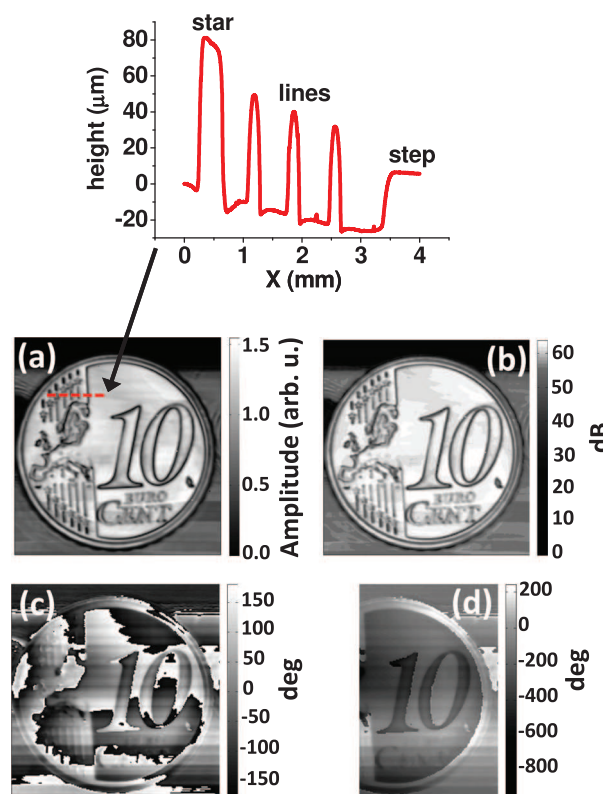 star
80
60
40
20
0
-20
height (μm)
lines
step
0 1 2 3 4
X (mm)
(a)
10
EURO
CENT
1.5
1.0
0.5
0.0
Amplitude (arb. u.)
(b)
10
EURO
CENT
60
50
40
30
20
10
0
dB
(c)
10
150
100
50
0
-50
-100
-150
deg
(d)
10
CENT
200
0
-200
-400
-600
-800
deg